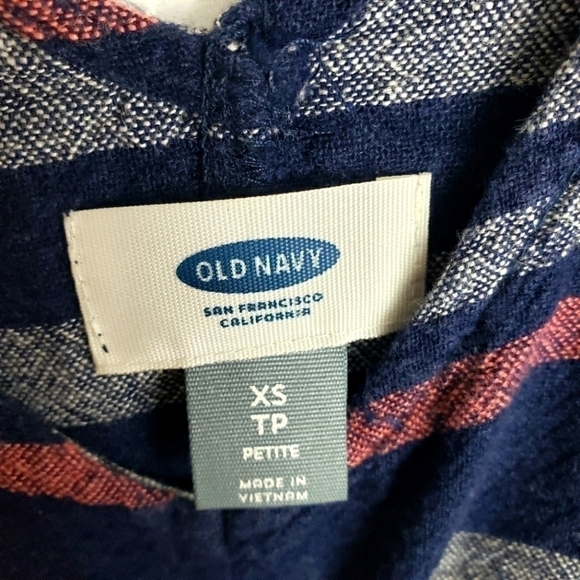 OLD NAVY
SAN FRANCISCO
CALIFORNIA
XS
TP
PETITE
MADE IN
VIETNAM